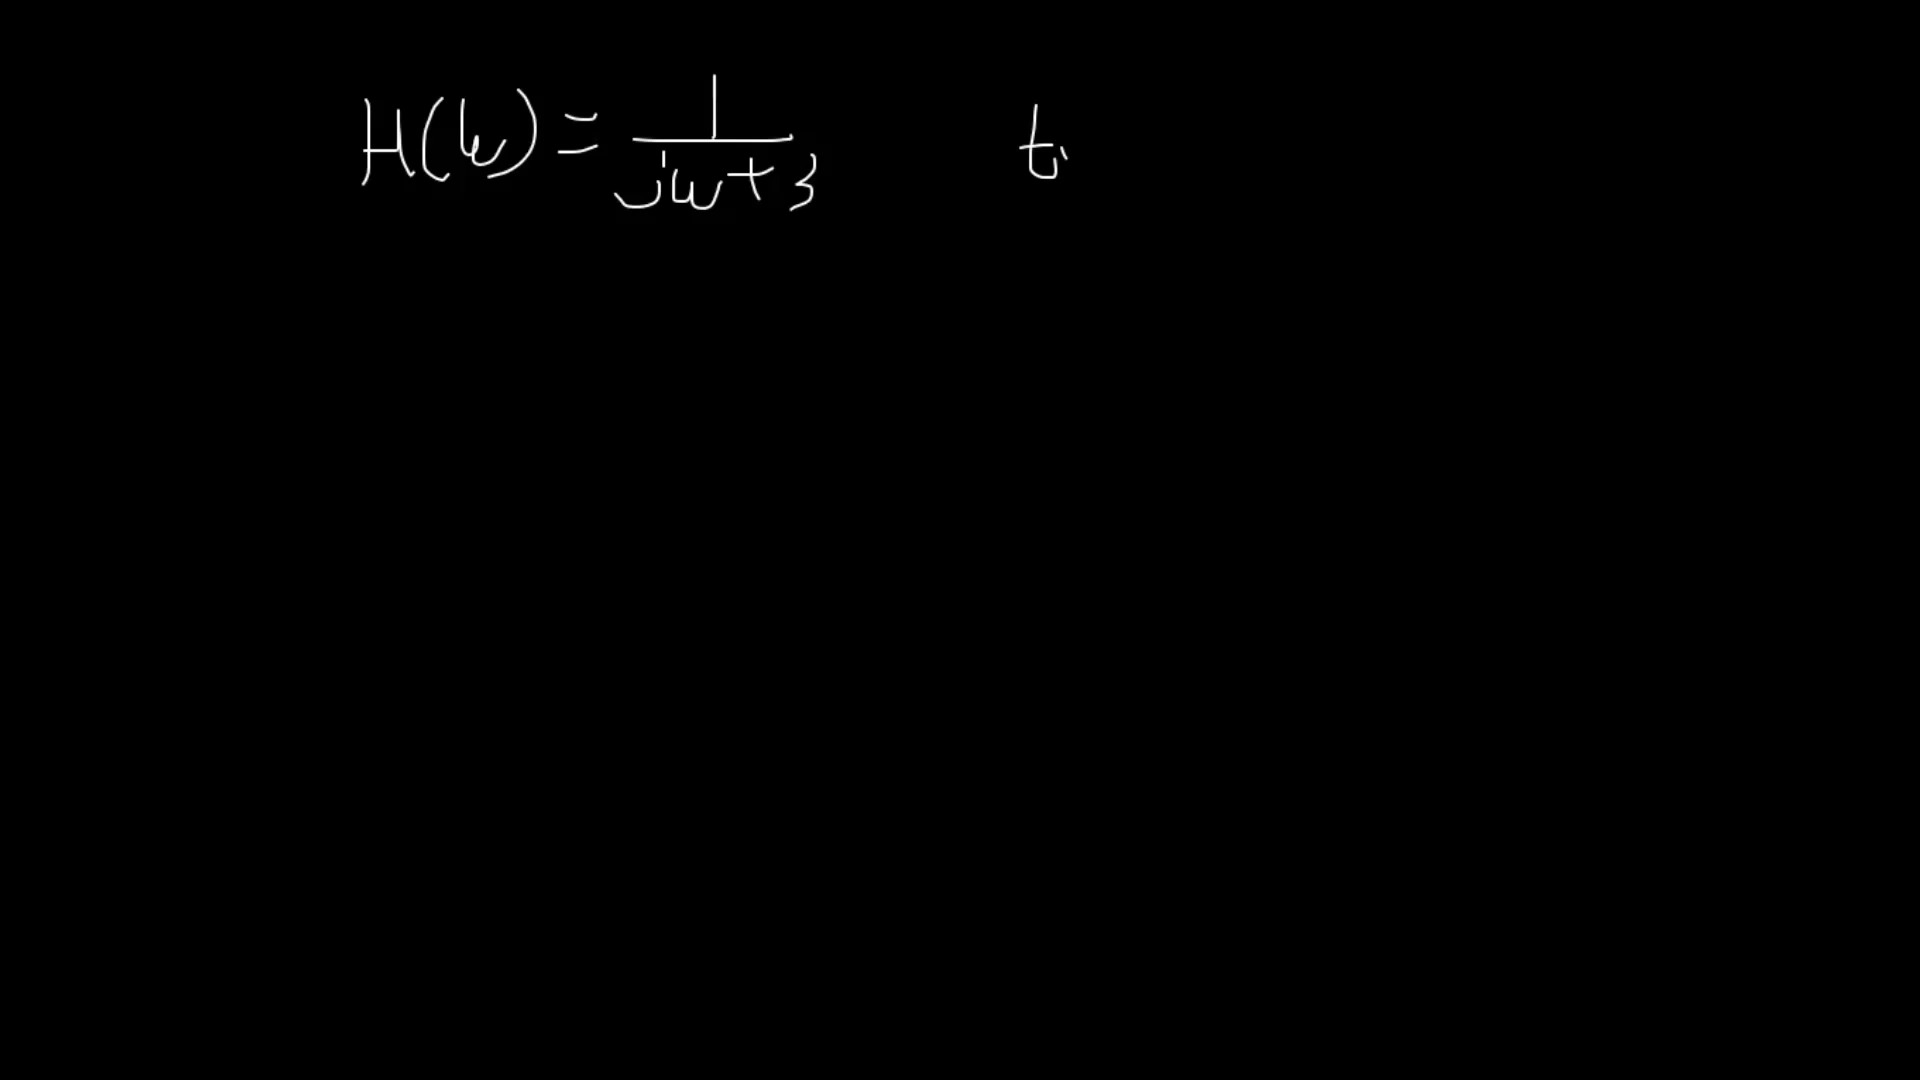 H(ω) = 1/(jω+3) t